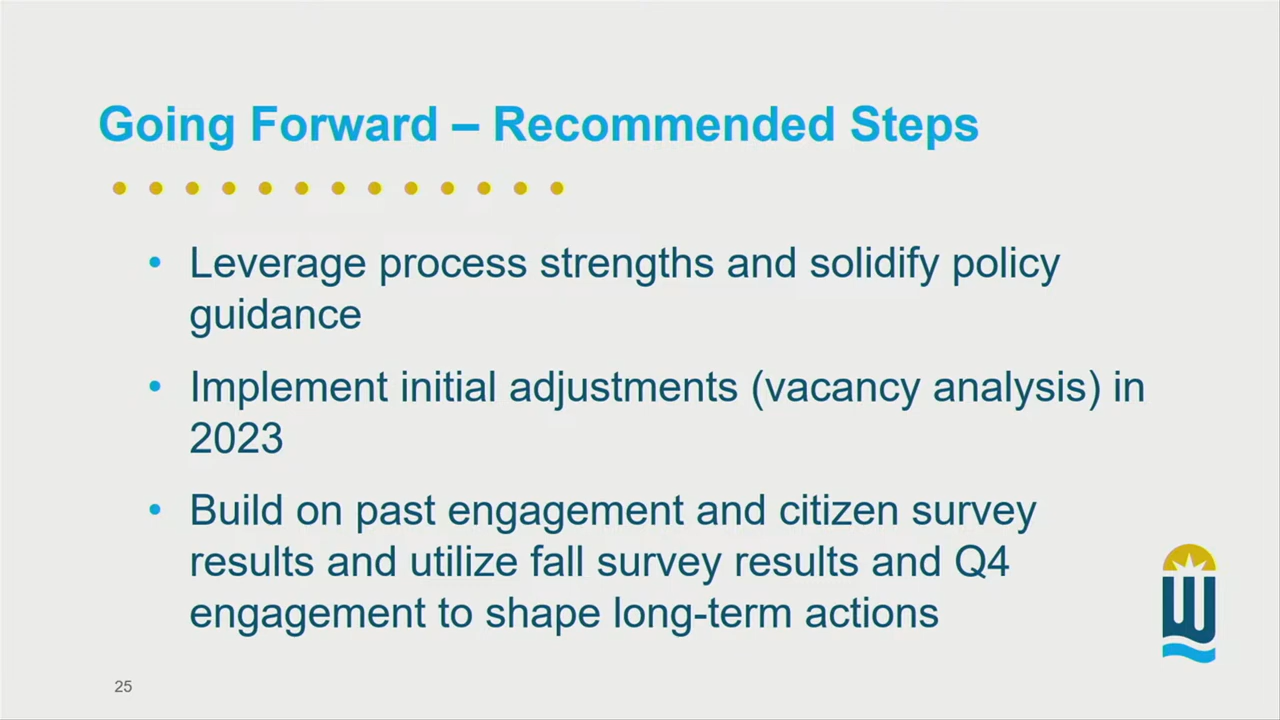 Going Forward – Recommended Steps
• Leverage process strengths and solidify policy
guidance
• Implement initial adjustments (vacancy analysis) in
2023
• Build on past engagement and citizen survey
results and utilize fall survey results and Q4
engagement to shape long-term actions
W
25